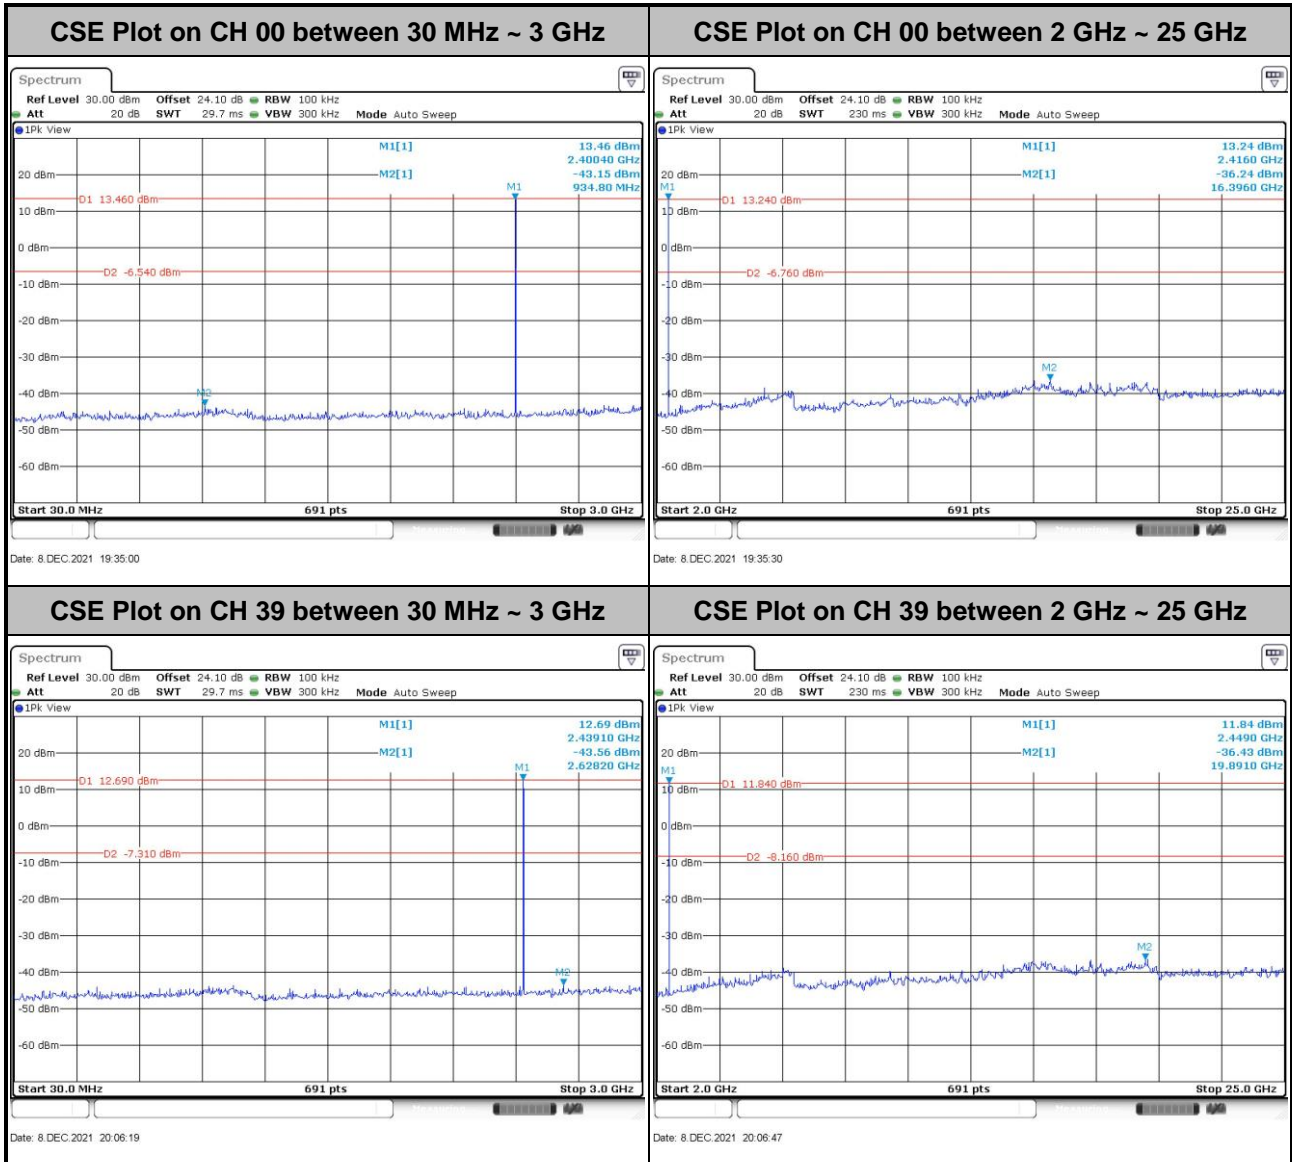 CSE Plot on CH 00 between 30 MHz ~ 3 GHz
CSE Plot on CH 00 between 2 GHz ~ 25 GHz
Spectrum
Ref Level 30.00 dBm Offset 24.10 dB RBW 100 kHz
Att 20 dB SWT 29.7 ms VBW 300 kHz Mode Auto Sweep
1Pk View
M1[1] 13.46 dBm
2.40040 GHz
20 dBm M2[1] -43.15 dBm
M1 934.80 MHz
D1 13.460 dBm
10 dBm
0 dBm
D2 -6.540 dBm
-10 dBm
-20 dBm
-30 dBm
-40 dBm M2
-50 dBm
-60 dBm
Start 30.0 MHz 691 pts Stop 3.0 GHz
Date: 8.DEC.2021 19:35:00
Spectrum
Ref Level 30.00 dBm Offset 24.10 dB RBW 100 kHz
Att 20 dB SWT 230 ms VBW 300 kHz Mode Auto Sweep
1Pk View
M1[1] 13.24 dBm
2.4160 GHz
20 dBm M2[1] -36.24 dBm
M1 16.3960 GHz
D1 13.240 dBm
10 dBm
0 dBm
D2 -6.760 dBm
-10 dBm
-20 dBm
-30 dBm
M2
-40 dBm
-50 dBm
-60 dBm
Start 2.0 GHz 691 pts Stop 25.0 GHz
Date: 8.DEC.2021 19:35:30
CSE Plot on CH 39 between 30 MHz ~ 3 GHz
CSE Plot on CH 39 between 2 GHz ~ 25 GHz
Spectrum
Ref Level 30.00 dBm Offset 24.10 dB RBW 100 kHz
Att 20 dB SWT 29.7 ms VBW 300 kHz Mode Auto Sweep
1Pk View
M1[1] 12.69 dBm
2.43910 GHz
20 dBm M2[1] -43.56 dBm
M1 2.62820 GHz
D1 12.690 dBm
10 dBm
0 dBm
D2 -7.310 dBm
-10 dBm
-20 dBm
-30 dBm
-40 dBm M2
-50 dBm
-60 dBm
Start 30.0 MHz 691 pts Stop 3.0 GHz
Date: 8.DEC.2021 20:06:19
Spectrum
Ref Level 30.00 dBm Offset 24.10 dB RBW 100 kHz
Att 20 dB SWT 230 ms VBW 300 kHz Mode Auto Sweep
1Pk View
M1[1] 11.84 dBm
2.4490 GHz
20 dBm M2[1] -36.43 dBm
M1 19.8910 GHz
D1 11.840 dBm
10 dBm
0 dBm
D2 -8.160 dBm
-10 dBm
-20 dBm
-30 dBm
M2
-40 dBm
-50 dBm
-60 dBm
Start 2.0 GHz 691 pts Stop 25.0 GHz
Date: 8.DEC.2021 20:06:47